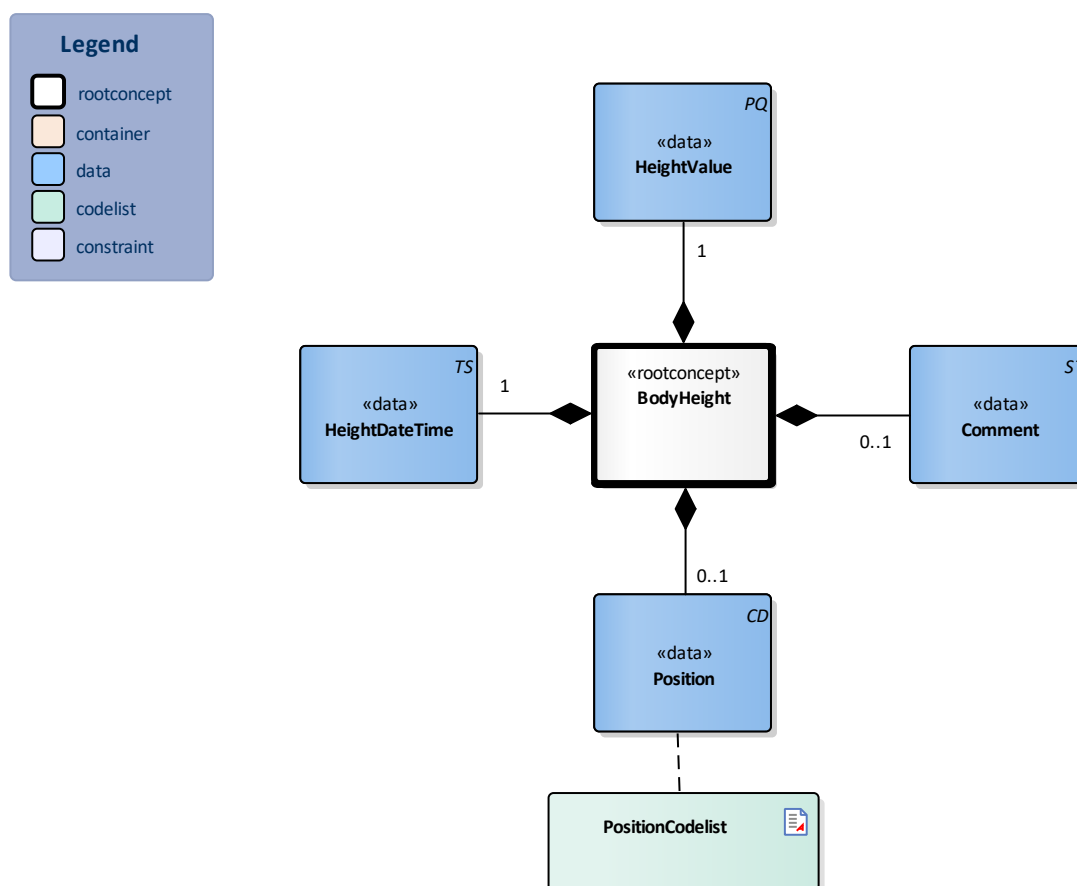 Legend
rootconcept
container
data
codelist
constraint
PQ
«data»
HeightValue
1
TS
«data»
HeightDateTime
1
«rootconcept»
BodyHeight
«data»
Comment
0..1
0..1
CD
«data»
Position
PositionCodelist